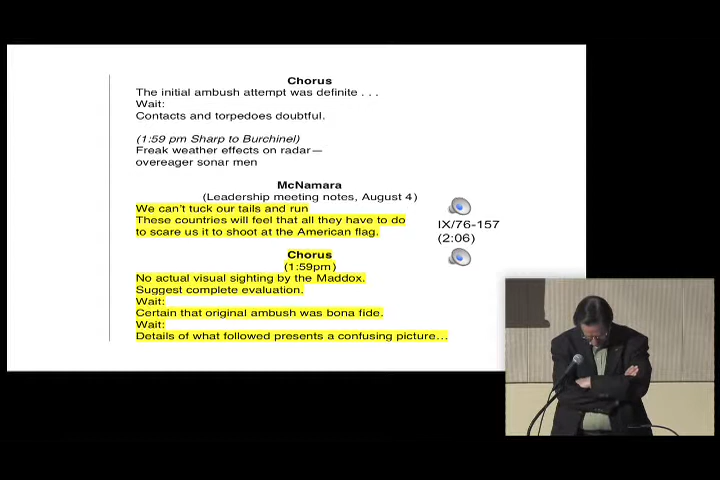 Chorus
The initial ambush attempt was definite . . .
Wait:
Contacts and torpedoes doubtful.
(1:59 pm Sharp to Burchinel)
Freak weather effects on radar—
overeager sonar men
McNamara
(Leadership meeting notes, August 4)
We can't tuck our tails and run
These countries will feel that all they have to do
to scare us it to shoot at the American flag.
IX/76-157
(2:06)
Chorus
(1:59pm)
No actual visual sighting by the Maddox.
Suggest complete evaluation.
Wait:
Certain that original ambush was bona fide.
Wait:
Details of what followed presents a confusing picture…